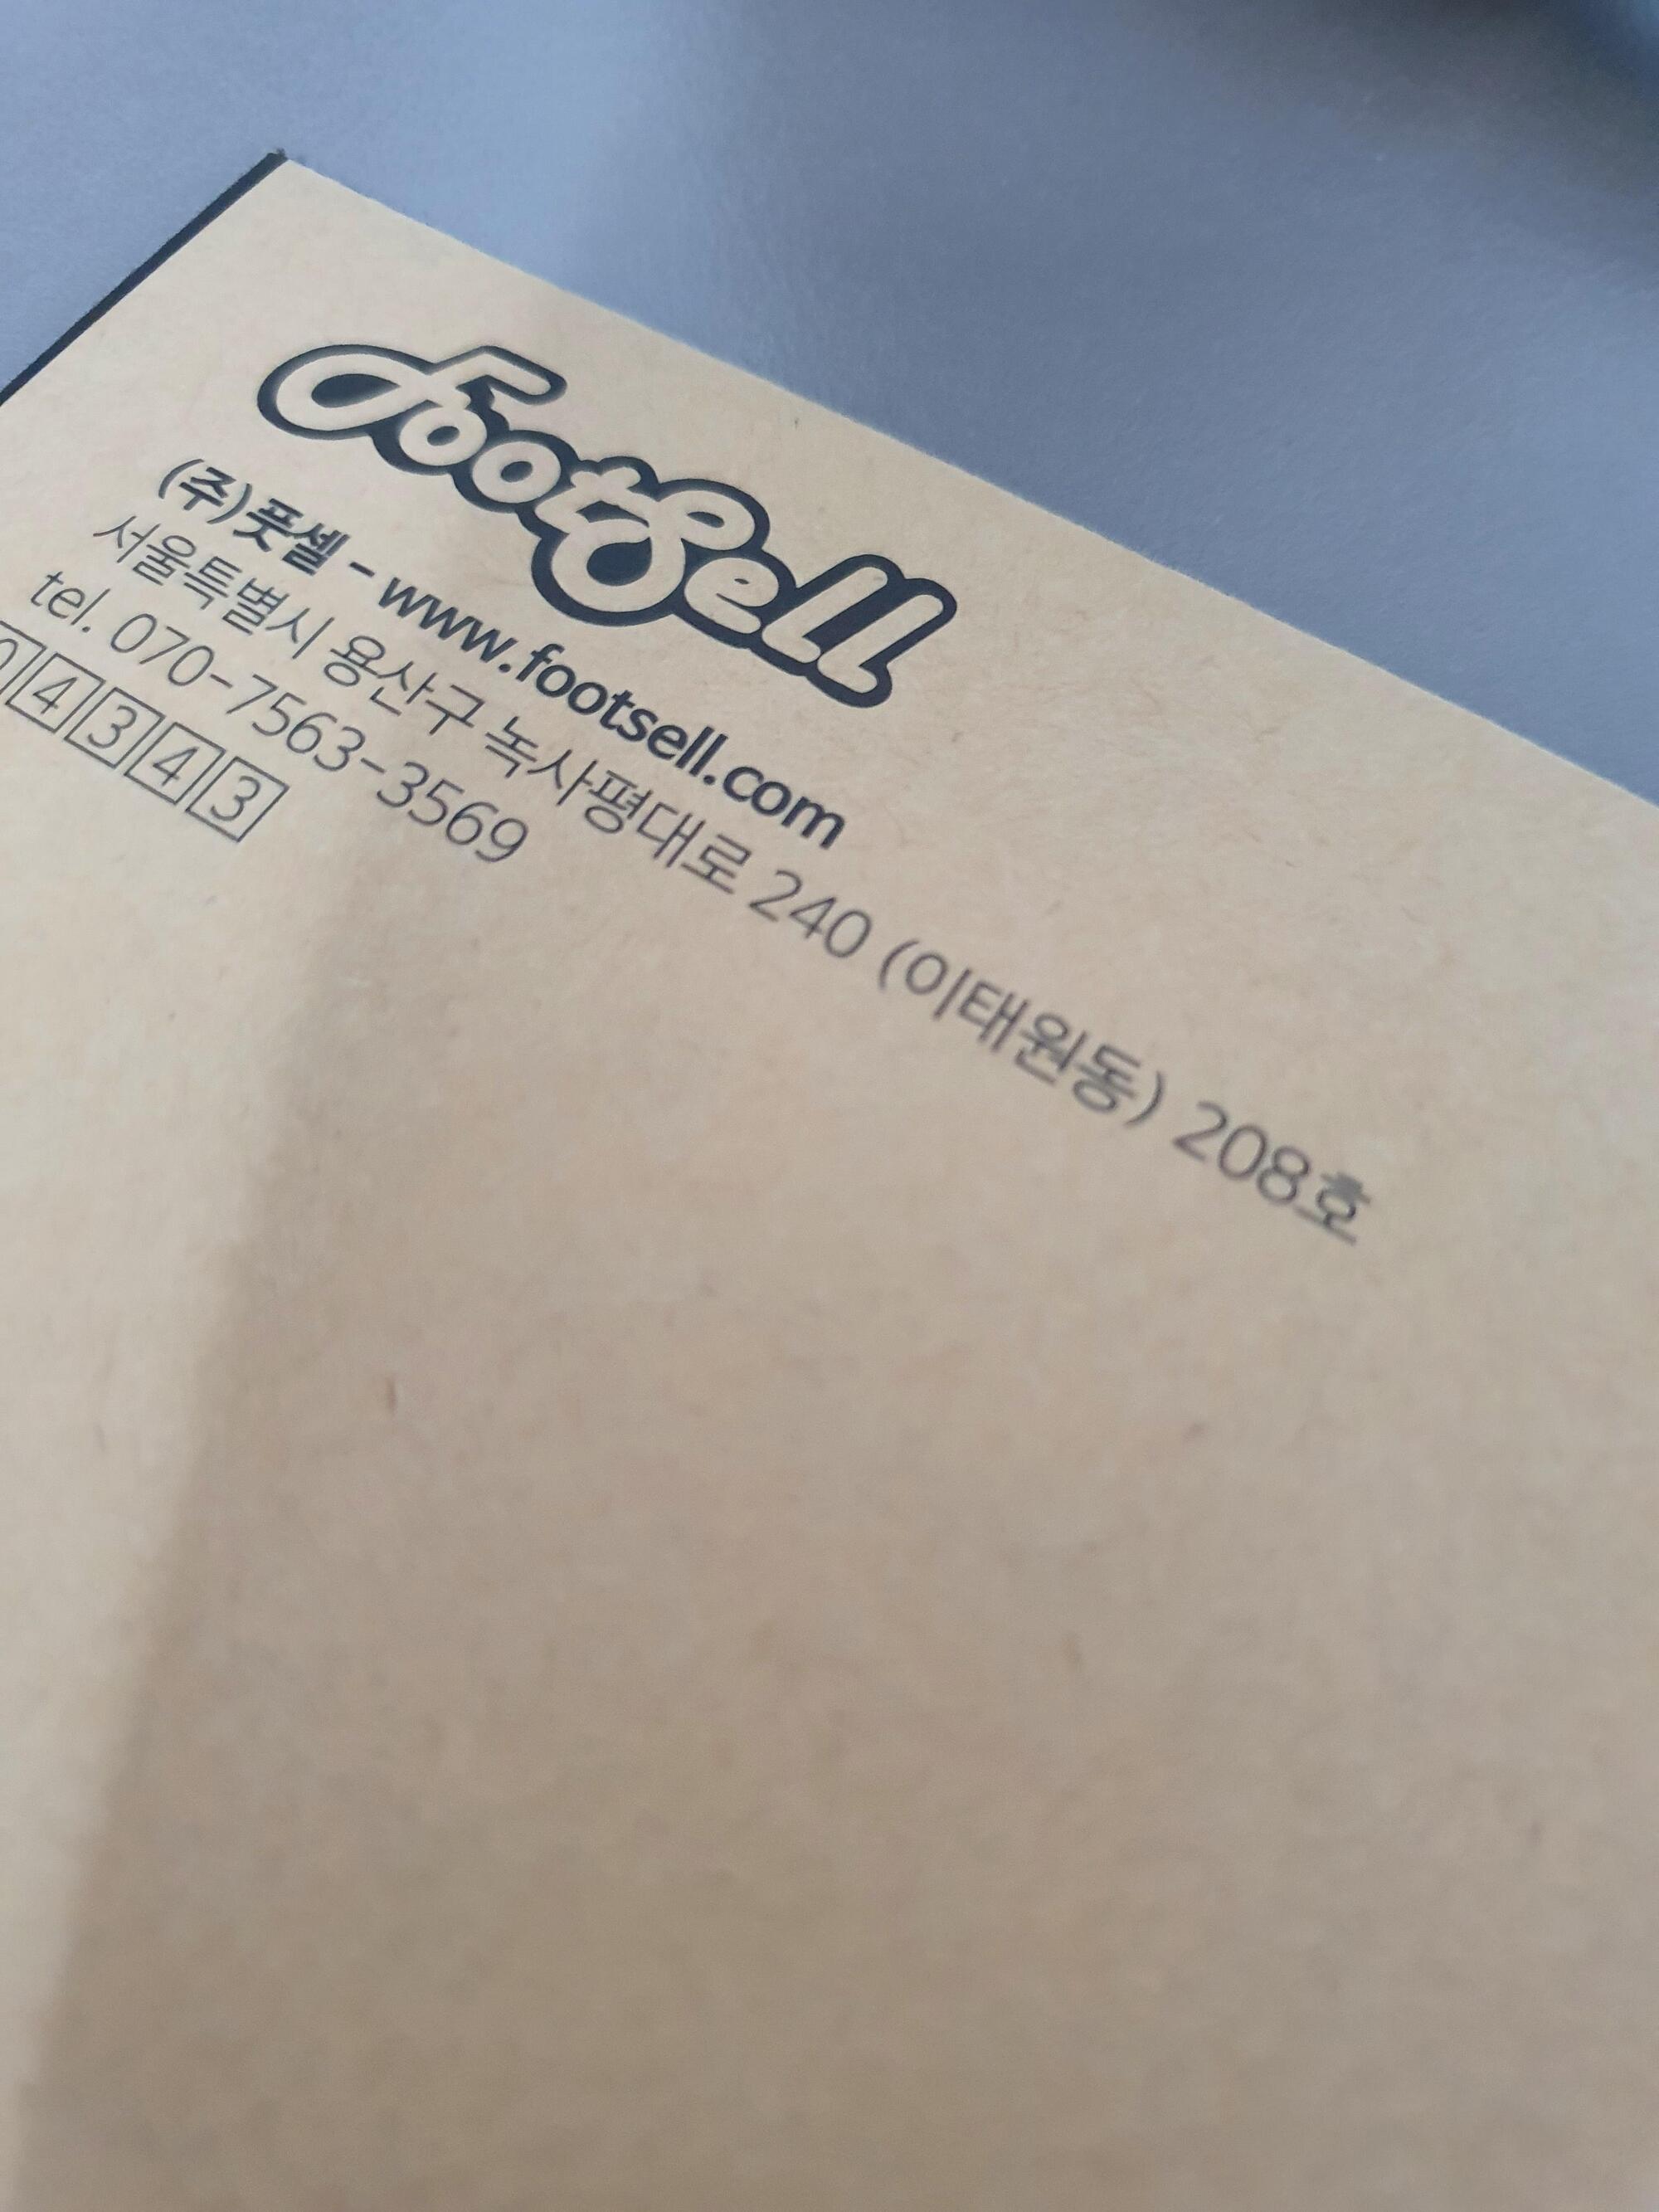 FootSell
(주)풋셀 - www.footsell.com
서울특별시 용산구 녹사평대로 240 (이태원동) 208호
tel. 070-7563-3569
04343